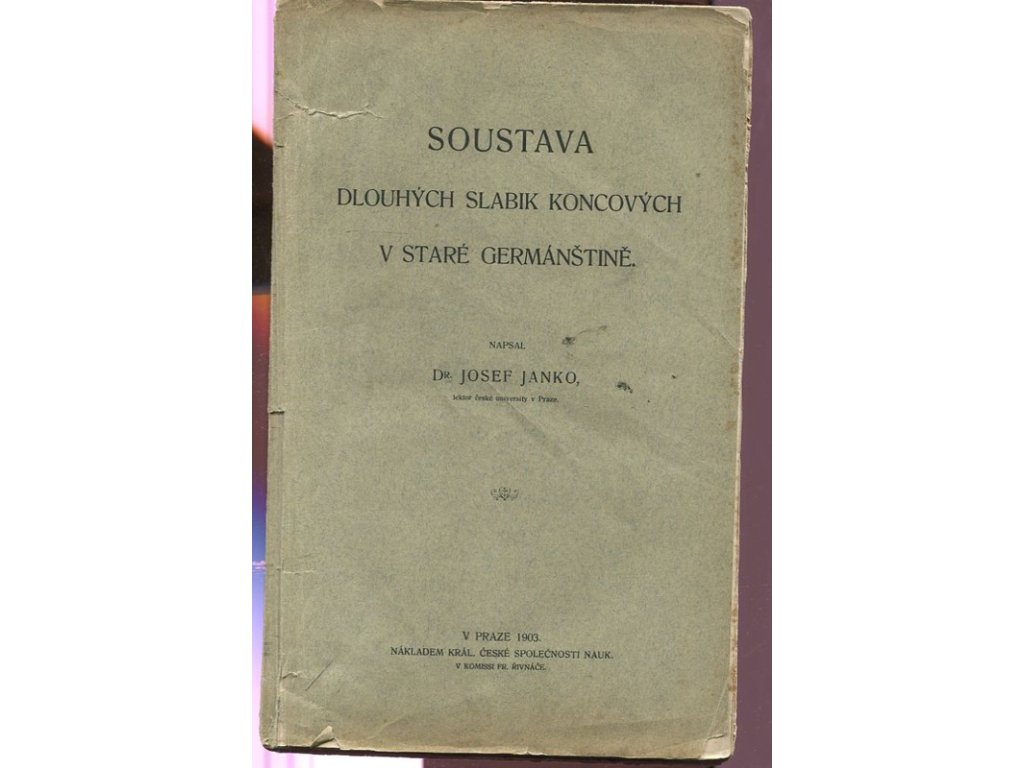 SOUSTAVA
DLOUHÝCH SLABIK KONCOVÝCH
V STARÉ GERMÁNŠTINĚ.
NAPSAL
DR. JOSEF JANKO,
lektor české university v Praze.
V PRAZE 1903.
NÁKLADEM KRÁL. ČESKÉ SPOLEČNOSTI NAUK.
V KOMISSI FR. ŘIVNÁČE.